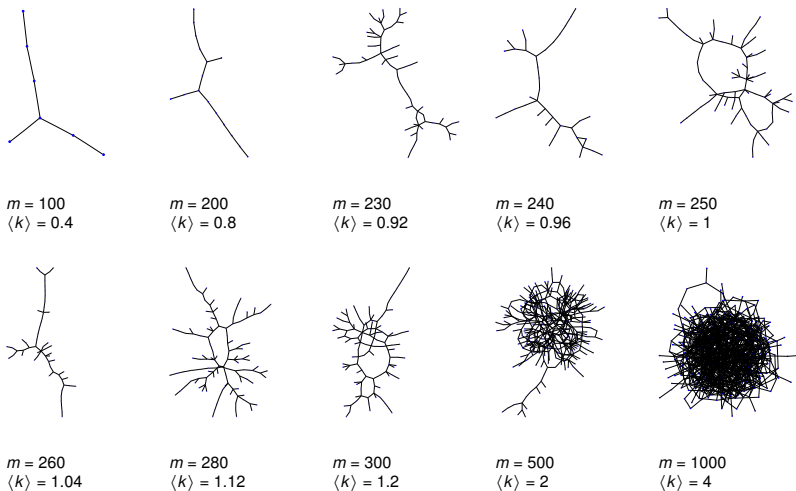 m = 100
⟨k⟩ = 0.4
m = 200
⟨k⟩ = 0.8
m = 230
⟨k⟩ = 0.92
m = 240
⟨k⟩ = 0.96
m = 250
⟨k⟩ = 1
m = 260
⟨k⟩ = 1.04
m = 280
⟨k⟩ = 1.12
m = 300
⟨k⟩ = 1.2
m = 500
⟨k⟩ = 2
m = 1000
⟨k⟩ = 4